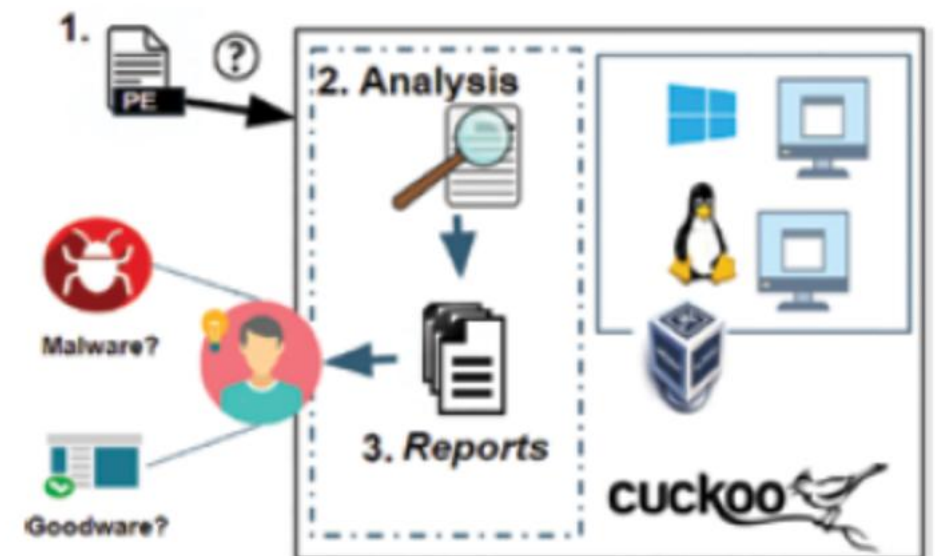 1.
PE
?
2. Analysis
Malware?
3. Reports
cuckoo
Goodware?